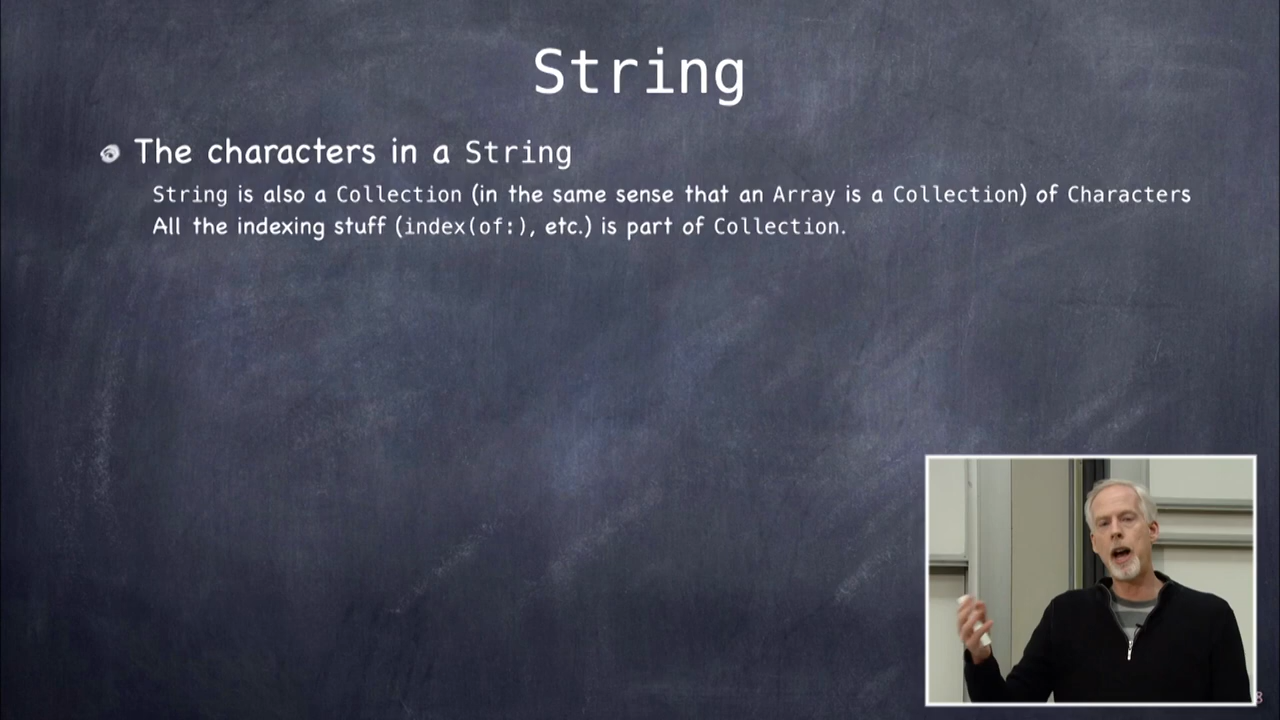 String
The characters in a String
String is also a Collection (in the same sense that an Array is a Collection) of Characters
All the indexing stuff (index(of:), etc.) is part of Collection.
8